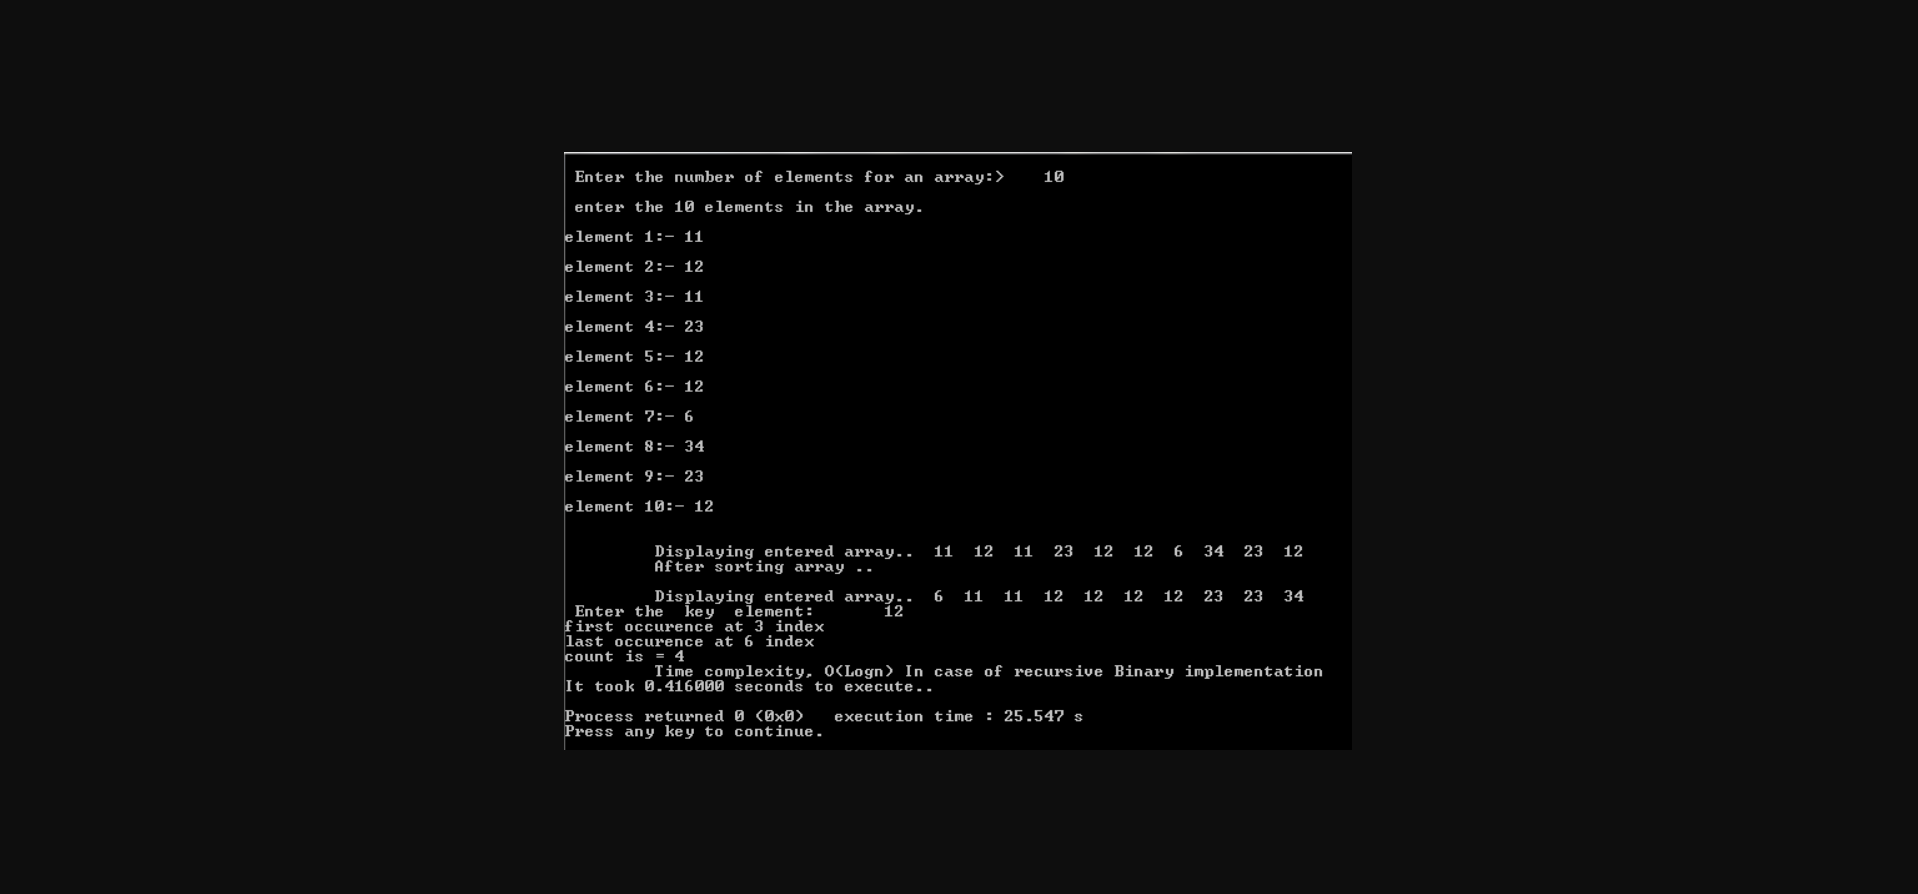 Enter the number of elements for an array:>    10
enter the 10 elements in the array.
element 1:- 11
element 2:- 12
element 3:- 11
element 4:- 23
element 5:- 12
element 6:- 12
element 7:- 6
element 8:- 34
element 9:- 23
element 10:- 12
Displaying entered array..  11  12  11  23  12  12  6  34  23  12
After sorting array ..
Displaying entered array..  6  11  11  12  12  12  12  23  23  34
Enter the  key  element:       12
first occurence at 3 index
last occurence at 6 index
count is = 4
Time complexity, O(Logn) In case of recursive Binary implementation
It took 0.416000 seconds to execute..
Process returned 0 (0x0)   execution time : 25.547 s
Press any key to continue.